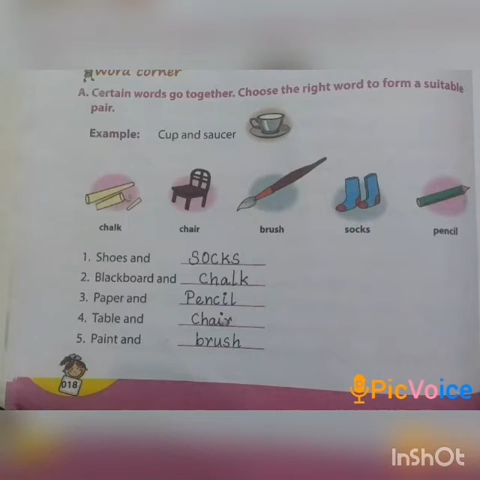 Word corner
A. Certain words go together. Choose the right word to form a suitable
pair.
Example: Cup and saucer
chalk chair brush socks pencil
1. Shoes and SOCKS
2. Blackboard and Chalk
3. Paper and Pencil
4. Table and Chair
5. Paint and brush
018
PicVoice
InShOt